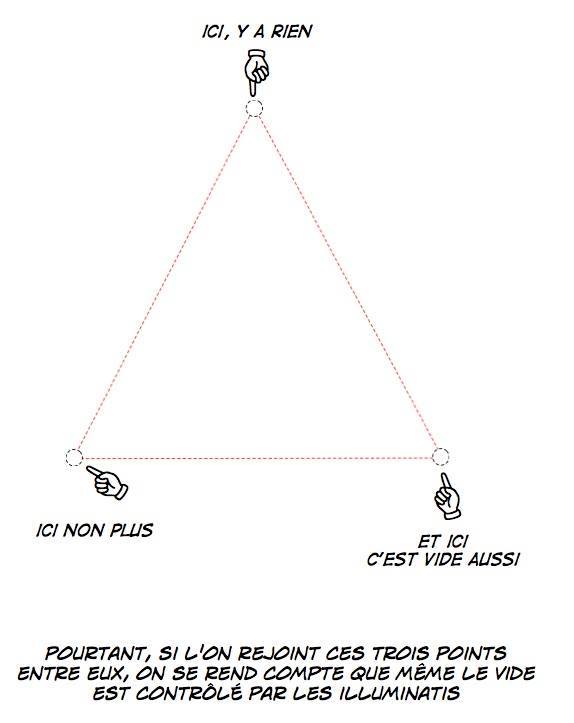 ICI, Y A RIEN
ICI NON PLUS
ET ICI
C'EST VIDE AUSSI
POURTANT, SI L'ON REJOINT CES TROIS POINTS
ENTRE EUX, ON SE REND COMPTE QUE MÊME LE VIDE
EST CONTRÔLÉ PAR LES ILLUMINATIS